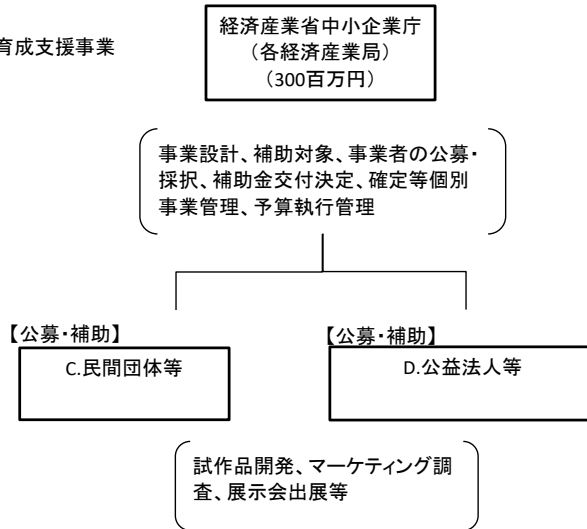 育成支援事業
経済産業省中小企業庁
（各経済産業局）
（300百万円）
事業設計、補助対象、事業者の公募・
採択、補助金交付決定、確定等個別
事業管理、予算執行管理
【公募・補助】
【公募・補助】
C.民間団体等
D.公益法人等
試作品開発、マーケティング調
査、展示会出展等